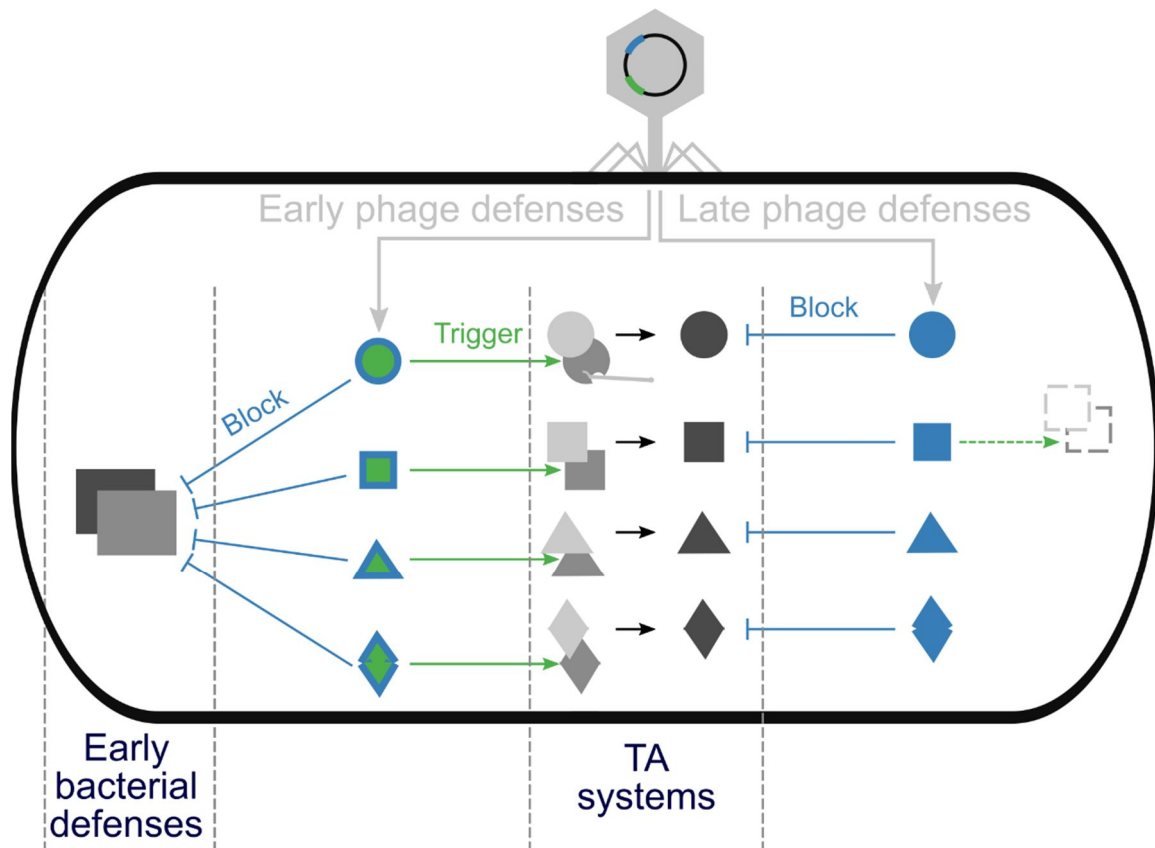 Early phage defenses
Late phage defenses
Trigger
Block
Block
Early
bacterial
defenses
TA
systems